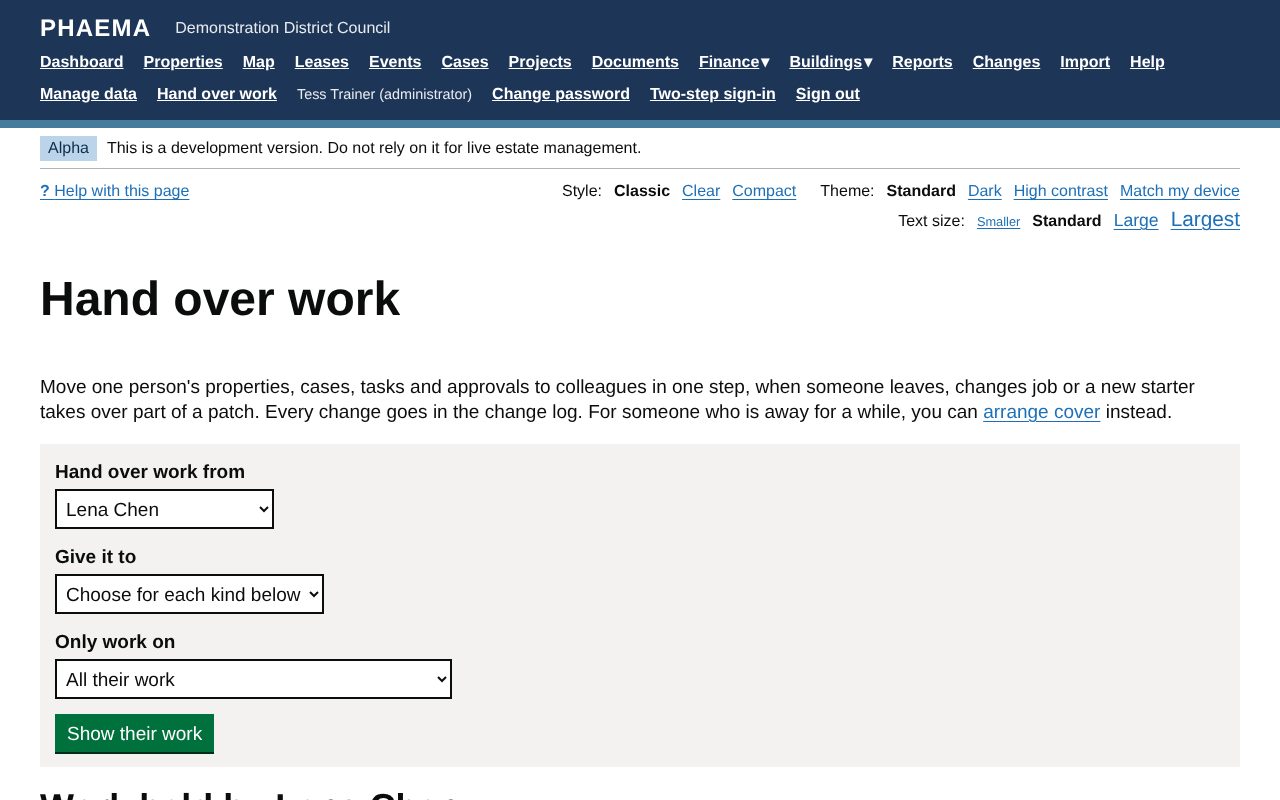 PHAEMA Demonstration District Council
Dashboard Properties Map Leases Events Cases Projects Documents Finance▾ Buildings▾ Reports Changes Import Help
Manage data Hand over work Tess Trainer (administrator) Change password Two-step sign-in Sign out
Alpha This is a development version. Do not rely on it for live estate management.
? Help with this page Style: Classic Clear Compact Theme: Standard Dark High contrast Match my device
Text size: Smaller Standard Large Largest
Hand over work
Move one person's properties, cases, tasks and approvals to colleagues in one step, when someone leaves, changes job or a new starter
takes over part of a patch. Every change goes in the change log. For someone who is away for a while, you can arrange cover instead.
Hand over work from
Lena Chen
Give it to
Choose for each kind below
Only work on
All their work
Show their work
Work held by Lena Chen